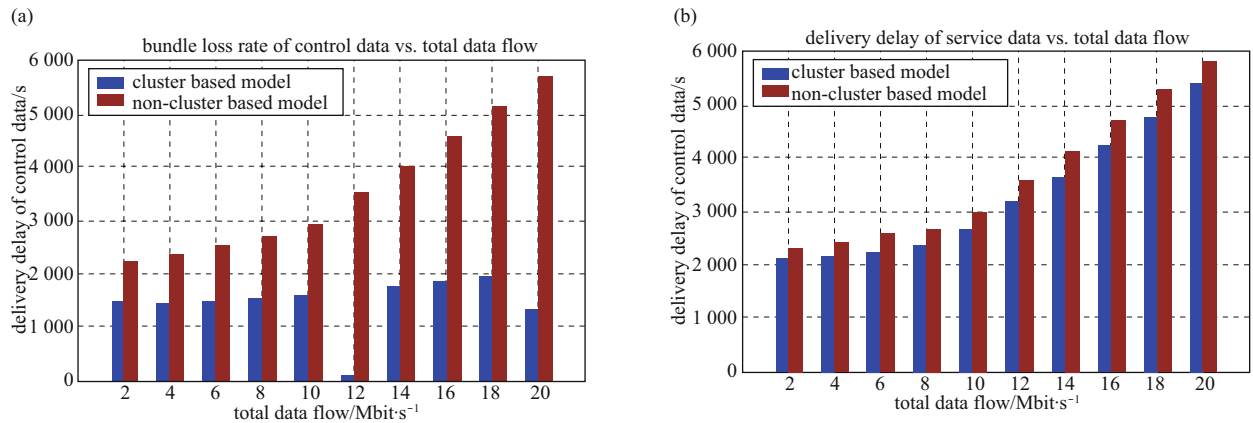 (a)
bundle loss rate of control data vs. total data flow
6 000
5 000
4 000
3 000
2 000
1 000
0
delivery delay of control data/s
cluster based model
non-cluster based model
2 4 6 8 10 12 14 16 18 20
total data flow/Mbit·s⁻¹
(b)
delivery delay of service data vs. total data flow
6 000
5 000
4 000
3 000
2 000
1 000
0
delivery delay of control data/s
cluster based model
non-cluster based model
2 4 6 8 10 12 14 16 18 20
total data flow/Mbit·s⁻¹